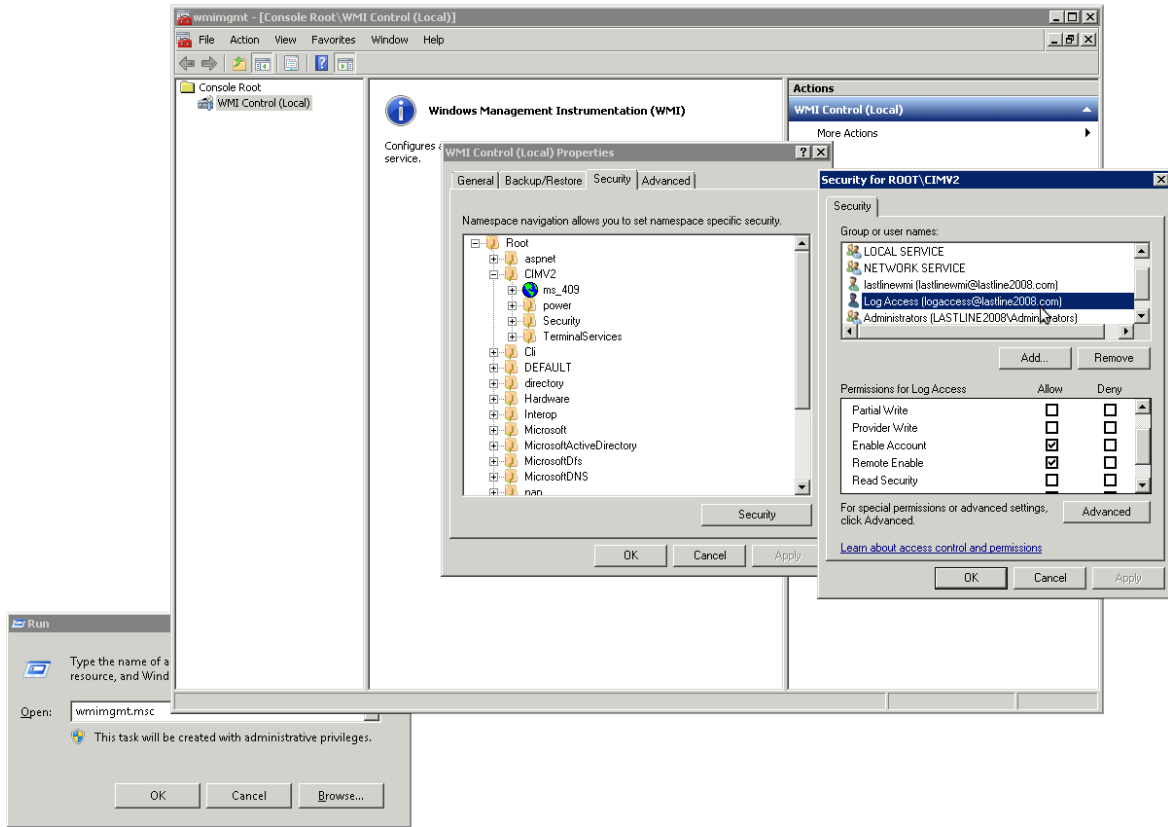 wmimgmt - [Console Root\WMI Control (Local)]
File Action View Favorites Window Help
Console Root
WMI Control (Local)
Windows Management Instrumentation (WMI)
Configures
service.
Actions
WMI Control (Local)
More Actions
WMI Control (Local) Properties
General Backup/Restore Security Advanced
Namespace navigation allows you to set namespace specific security.
Root
aspnet
CIMV2
ms_409
power
Security
TerminalServices
Cli
DEFAULT
directory
Hardware
Interop
Microsoft
MicrosoftActiveDirectory
MicrosoftDfs
MicrosoftDNS
nap
Security
OK Cancel Apply
Security for ROOT\CIMV2
Security
Group or user names:
LOCAL SERVICE
NETWORK SERVICE
lastlinewmi (lastlinewmi@lastline2008.com)
Log Access (logaccess@lastline2008.com)
Administrators (LASTLINE2008\Administrators)
Add... Remove
Permissions for Log Access Allow Deny
Partial Write
Provider Write
Enable Account
Remote Enable
Read Security
For special permissions or advanced settings,
click Advanced.
Advanced
Learn about access control and permissions
OK Cancel Apply
Run
Type the name of a
resource, and Wind
Open: wmimgmt.msc
This task will be created with administrative privileges.
OK Cancel Browse...